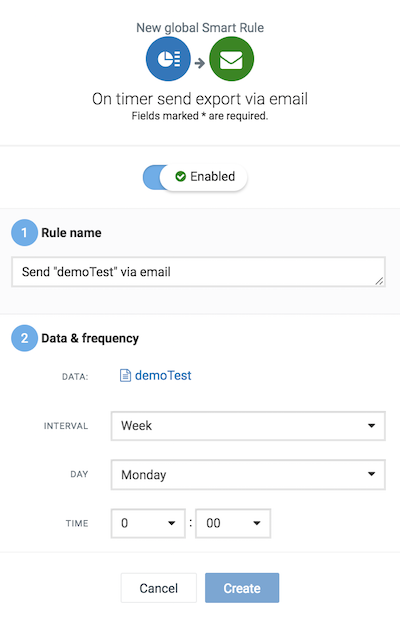 New global Smart Rule
On timer send export via email
Fields marked * are required.
Enabled
1 Rule name
Send "demoTest" via email
2 Data & frequency
DATA: demoTest
INTERVAL Week
DAY Monday
TIME 0 : 00
Cancel Create